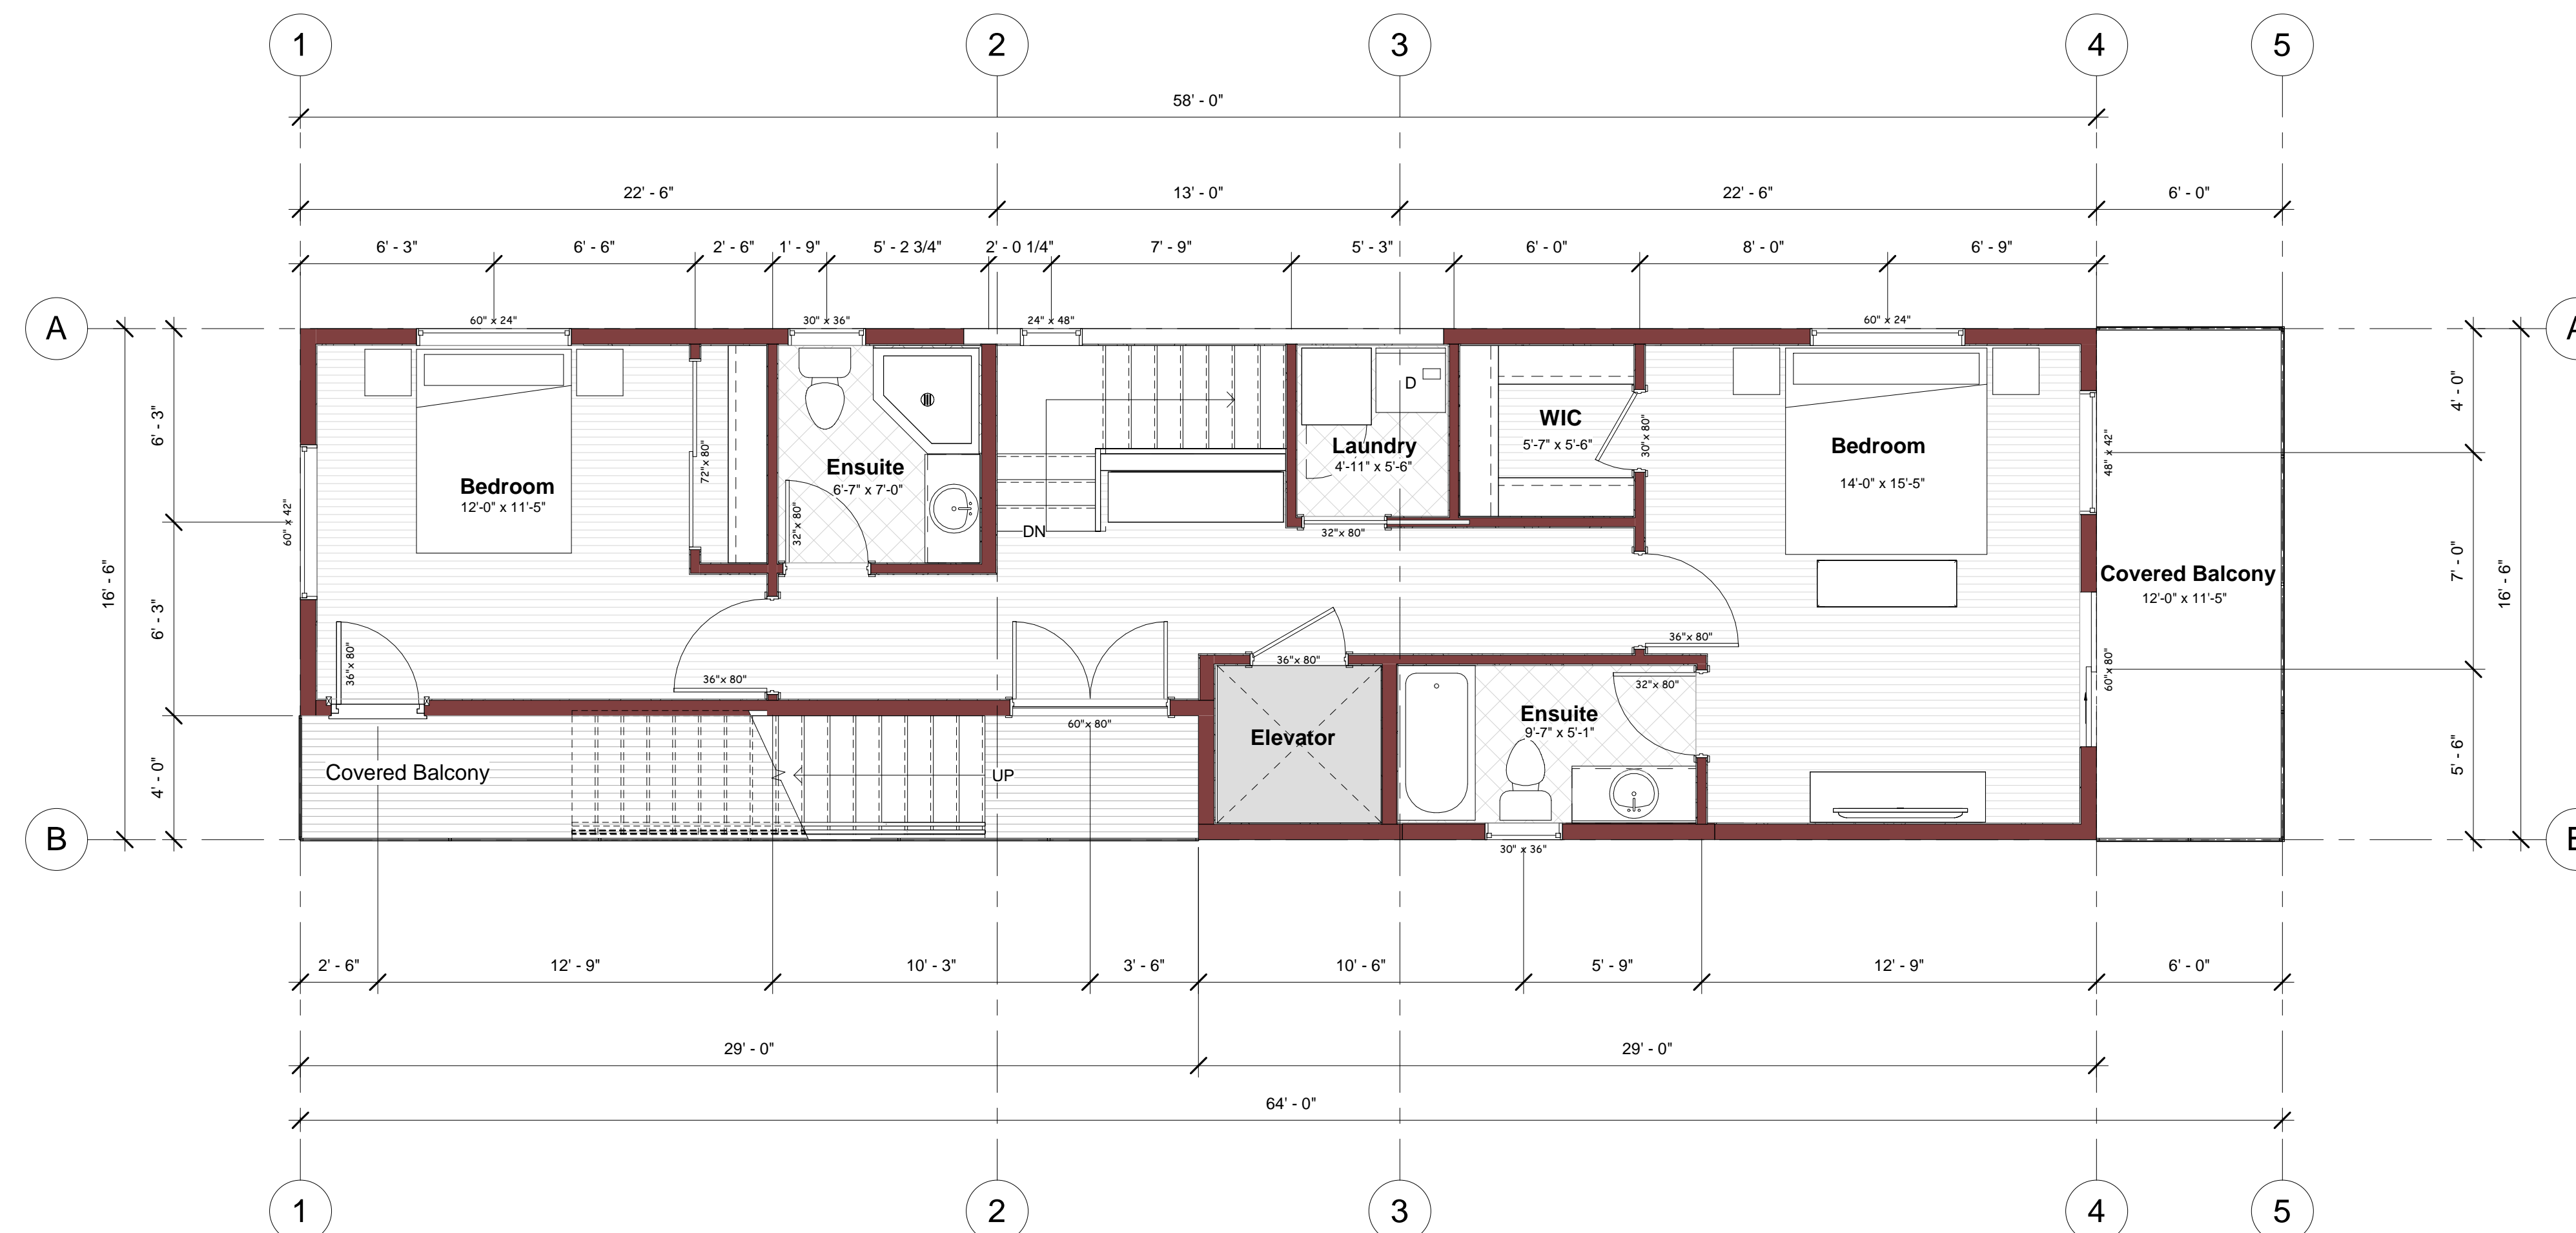 1
2
3
4
5
58' - 0"
22' - 6"
13' - 0"
22' - 6"
6' - 0"
6' - 3"
6' - 6"
2' - 6"
1' - 9"
5' - 2 3/4"
2' - 0 1/4"
7' - 9"
5' - 3"
6' - 0"
8' - 0"
6' - 9"
A
60" x 24"
30" x 36"
24" x 48"
60" x 24"
16' - 6"
6' - 3"
6' - 3"
4' - 0"
60" x 42"
Bedroom
12'-0" x 11'-5"
72"x 80"
Ensuite
6'-7" x 7'-0"
32"x 80"
DN
D
Laundry
4'-11" x 5'-6"
32"x 80"
WIC
5'-7" x 5'-6"
30"x 80"
Bedroom
14'-0" x 15'-5"
48" x 42"
Covered Balcony
12'-0" x 11'-5"
4' - 0"
7' - 0"
5' - 6"
16' - 6"
36"x 80"
36"x 80"
60"x 80"
36"x 80"
36"x 80"
32"x 80"
60"x 80"
Covered Balcony
UP
Elevator
Ensuite
9'-7" x 5'-1"
B
30" x 36"
2' - 6"
12' - 9"
10' - 3"
3' - 6"
10' - 6"
5' - 9"
12' - 9"
6' - 0"
29' - 0"
29' - 0"
64' - 0"
1
2
3
4
5